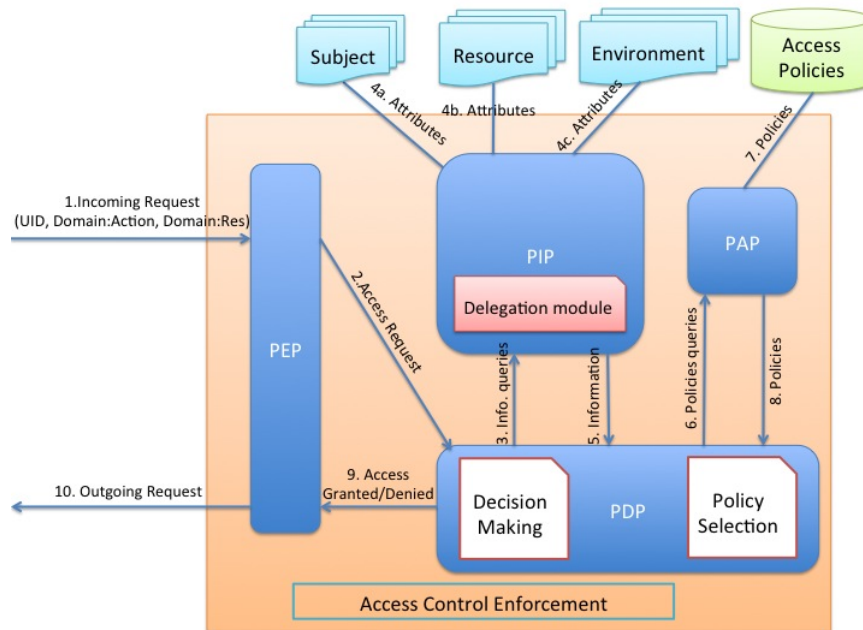 Subject
Resource
Environment
Access
Policies
4a. Attributes
4b. Attributes
4c. Attributes
7. Policies
1.Incoming Request
(UID, Domain:Action, Domain:Res)
PEP
2.Access Request
PIP
Delegation module
PAP
3. Info. queries
5. Information
6. Policies queries
8. Policies
9. Access
Granted/Denied
10. Outgoing Request
Decision
Making
PDP
Policy
Selection
Access Control Enforcement